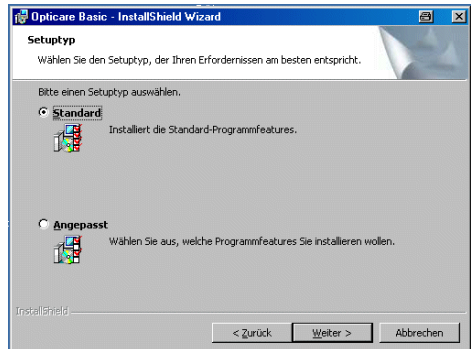 Opticare Basic - InstallShield Wizard
Setuptyp
Wählen Sie den Setuptyp, der Ihren Erfordernissen am besten entspricht.
Bitte einen Setuptyp auswählen.
Standard
Installiert die Standard-Programmfeatures.
Angepasst
Wählen Sie aus, welche Programmfeatures Sie installieren wollen.
InstallShield
< Zurück Weiter > Abbrechen